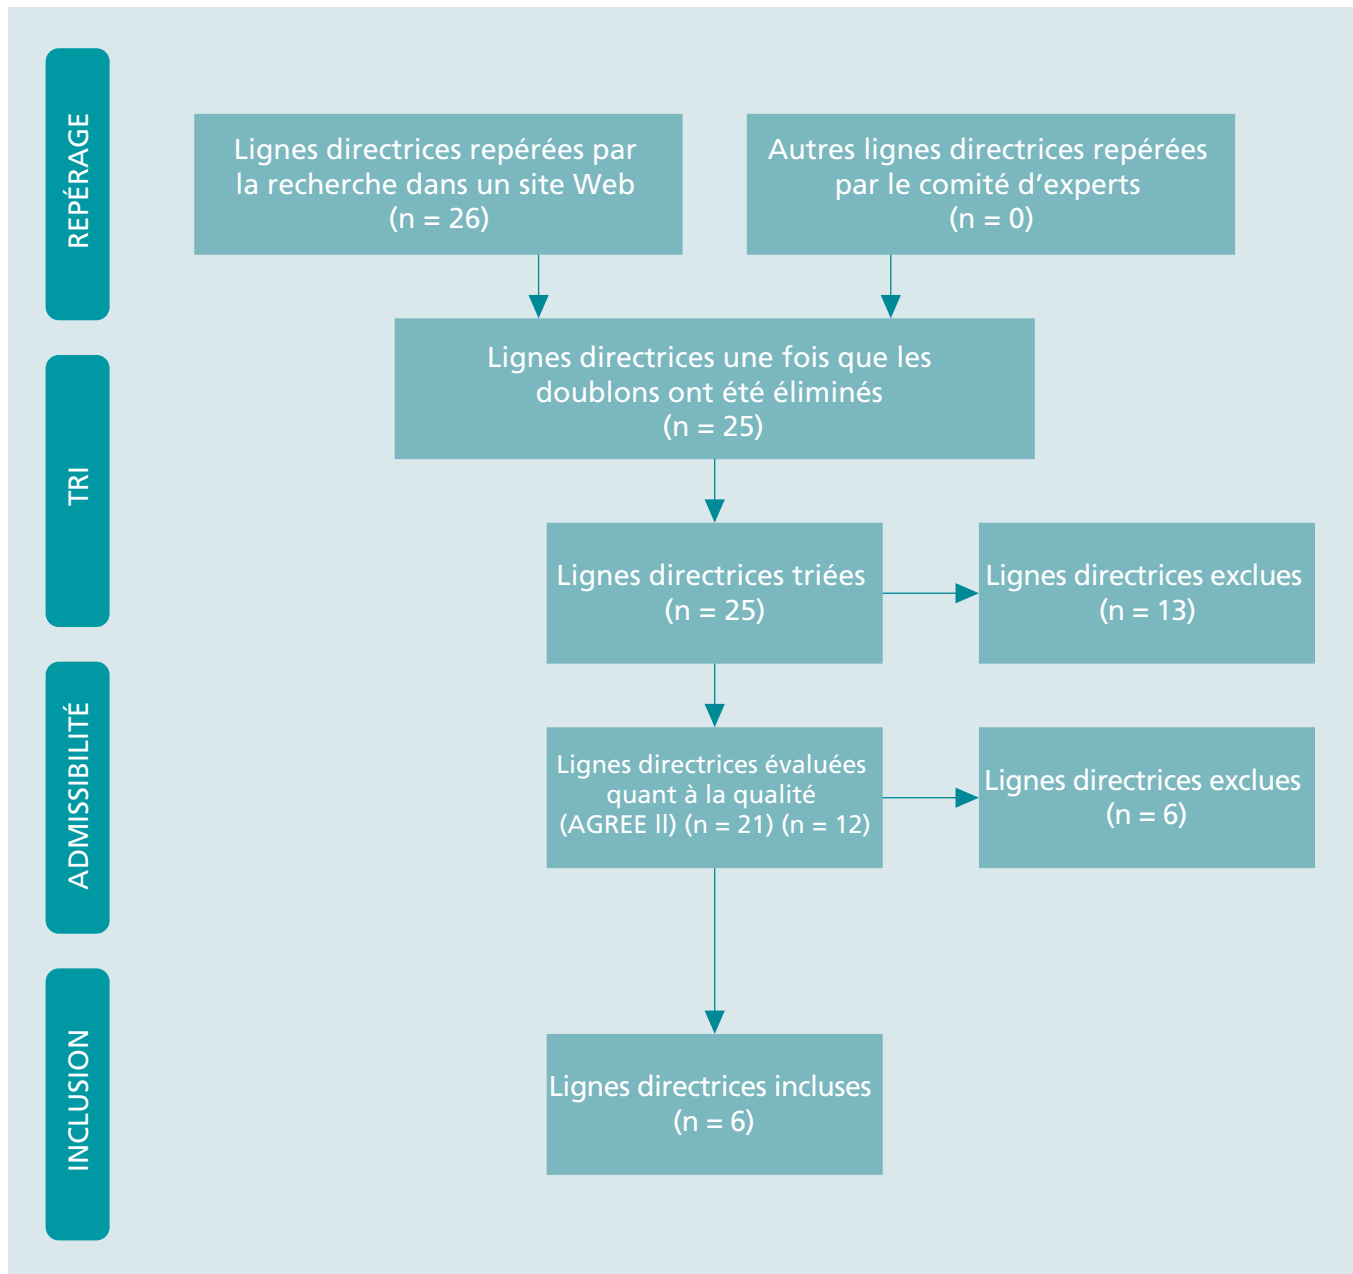 REPÉRAGE
Lignes directrices repérées par
la recherche dans un site Web
(n = 26)
Autres lignes directrices repérées
par le comité d'experts
(n = 0)
TRI
Lignes directrices une fois que les
doublons ont été éliminés
(n = 25)
Lignes directrices triées
(n = 25)
Lignes directrices exclues
(n = 13)
ADMISSIBILITÉ
Lignes directrices évaluées
quant à la qualité
(AGREE ll) (n = 21) (n = 12)
Lignes directrices exclues
(n = 6)
INCLUSION
Lignes directrices incluses
(n = 6)